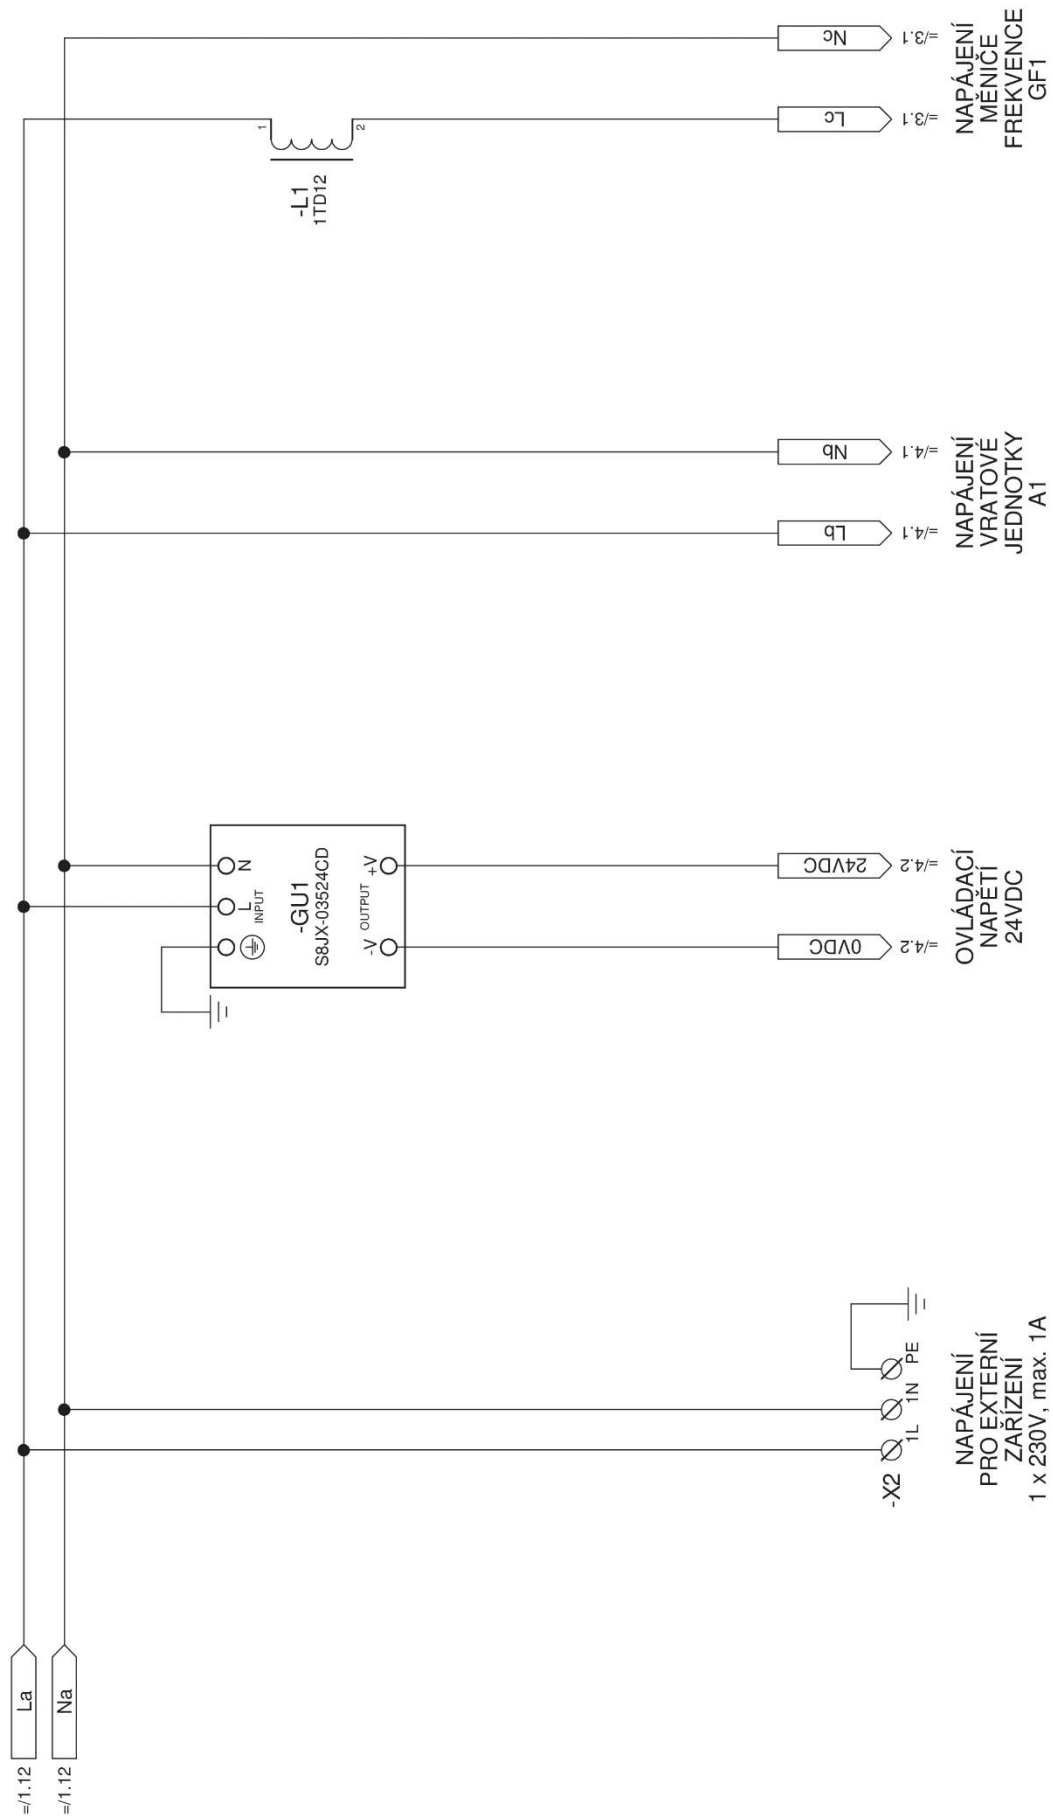 =/1.12
La
=/1.12
Na
-X2
1L
1N
PE
NAPÁJENÍ
PRO EXTERNÍ
ZAŘÍZENÍ
1 x 230V, max. 1A
L
N
INPUT
-GU1
S8JX-03524CD
OUTPUT
-V
+V
0VDC
24VDC
=/4.2
=/4.2
OVLÁDACÍ
NAPĚTÍ
24VDC
Lb
Nb
=/4.1
=/4.1
NAPÁJENÍ
VRATOVÉ
JEDNOTKY
A1
-L1
1TD12
1
2
Lc
Nc
=/3.1
=/3.1
NAPÁJENÍ
MĚNIČE
FREKVENCE
GF1